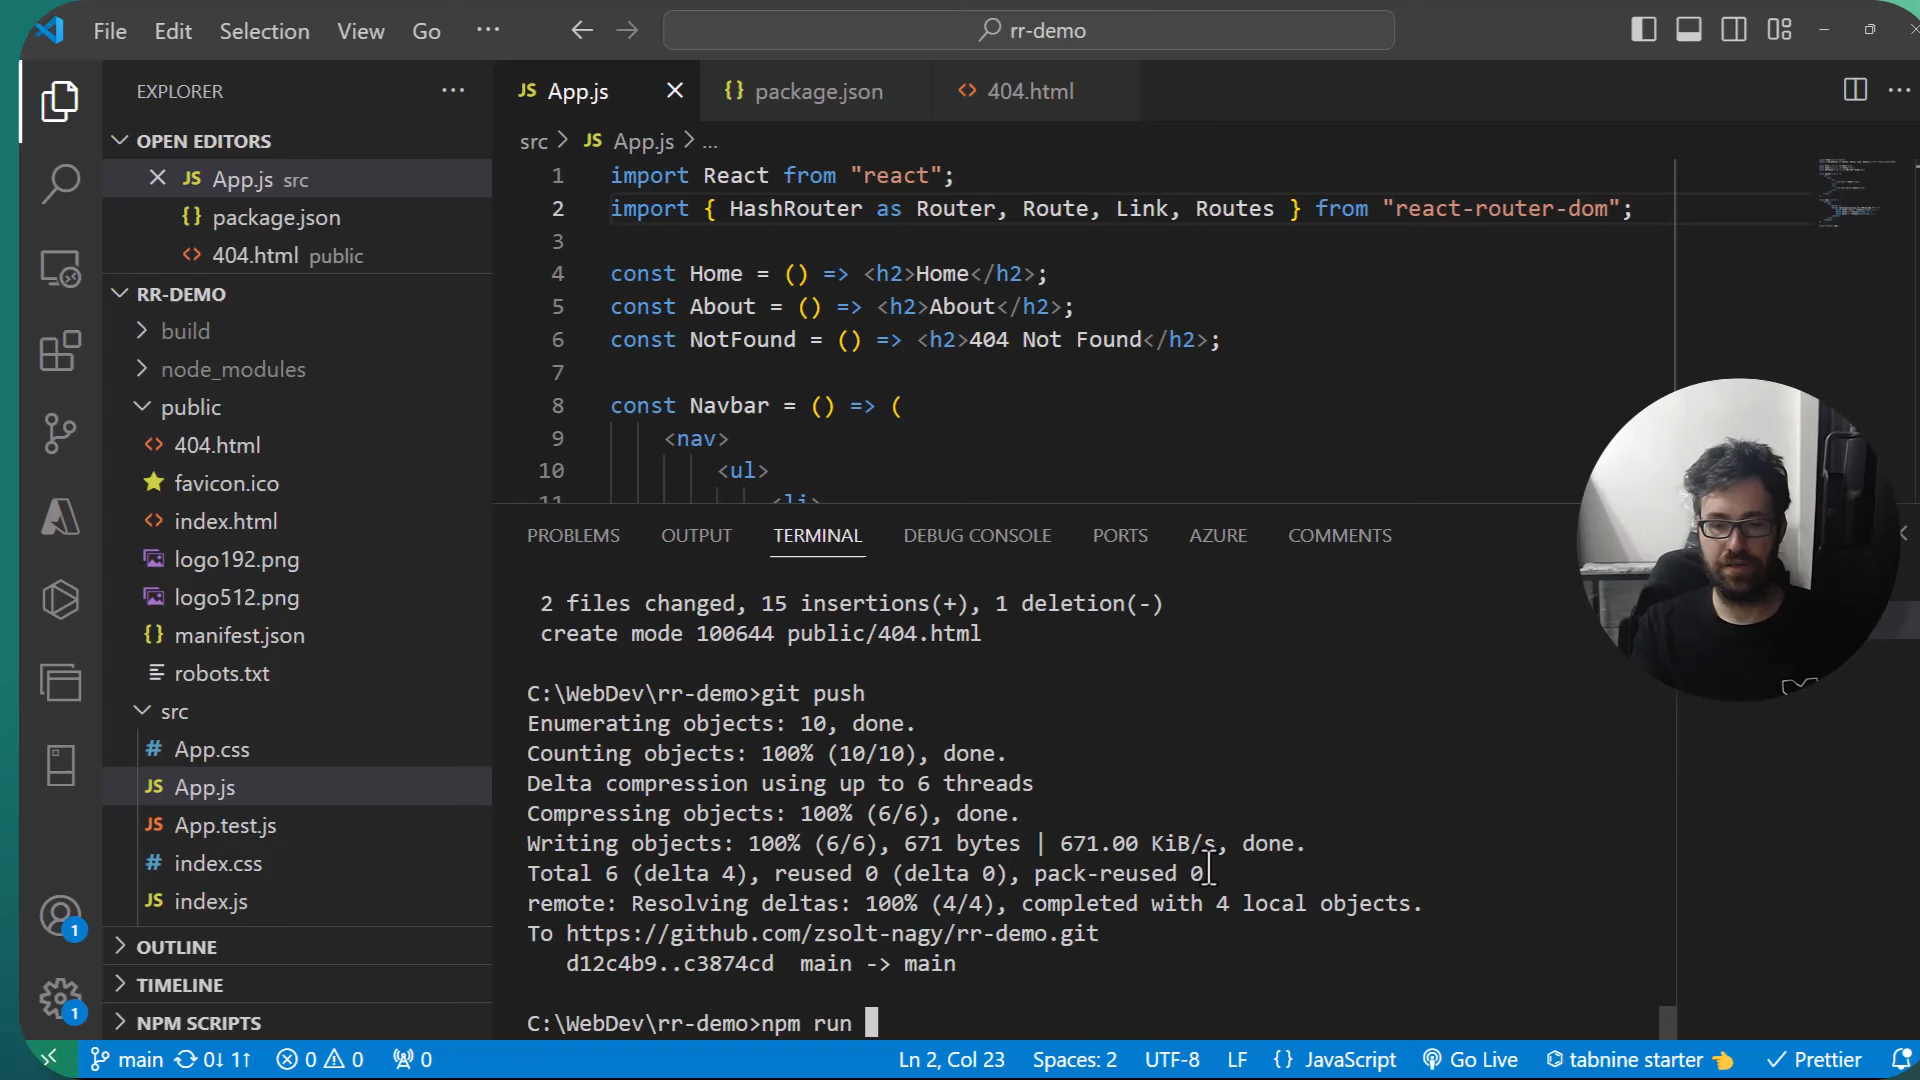 File Edit Selection View Go ··· rr-demo
EXPLORER ···
OPEN EDITORS
JS App.js src
{} package.json
<> 404.html public
RR-DEMO
build
node_modules
public
<> 404.html
favicon.ico
<> index.html
logo192.png
logo512.png
{} manifest.json
robots.txt
src
# App.css
JS App.js
JS App.test.js
# index.css
JS index.js
OUTLINE
TIMELINE
NPM SCRIPTS
1
1
JS App.js {} package.json <> 404.html ···
src > JS App.js > ...
1 import React from "react";
2 import { HashRouter as Router, Route, Link, Routes } from "react-router-dom";
3
4 const Home = () => <h2>Home</h2>;
5 const About = () => <h2>About</h2>;
6 const NotFound = () => <h2>404 Not Found</h2>;
7
8 const Navbar = () => (
9 <nav>
10 <ul>
11 <li>
PROBLEMS OUTPUT TERMINAL DEBUG CONSOLE PORTS AZURE COMMENTS
2 files changed, 15 insertions(+), 1 deletion(-)
create mode 100644 public/404.html
C:\WebDev\rr-demo>git push
Enumerating objects: 10, done.
Counting objects: 100% (10/10), done.
Delta compression using up to 6 threads
Compressing objects: 100% (6/6), done.
Writing objects: 100% (6/6), 671 bytes | 671.00 KiB/s, done.
Total 6 (delta 4), reused 0 (delta 0), pack-reused 0
remote: Resolving deltas: 100% (4/4), completed with 4 local objects.
To https://github.com/zsolt-nagy/rr-demo.git
d12c4b9..c3874cd main -> main
C:\WebDev\rr-demo>npm run
main 0↓ 1↑ 0 0 0 Ln 2, Col 23 Spaces: 2 UTF-8 LF {} JavaScript Go Live tabnine starter Prettier